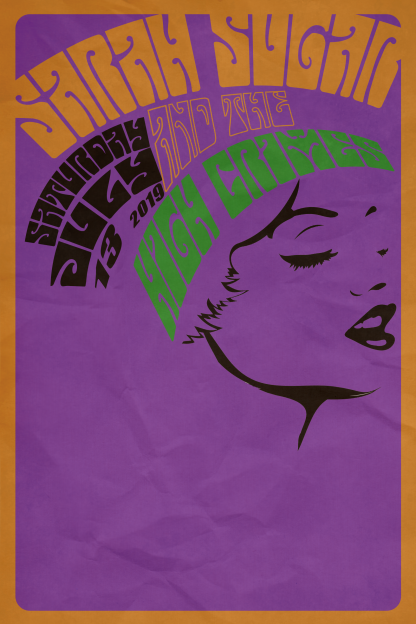 SARAH SUGAR
AND THE
HIGH CRIMES
SATURDAY
JULY
13 2019